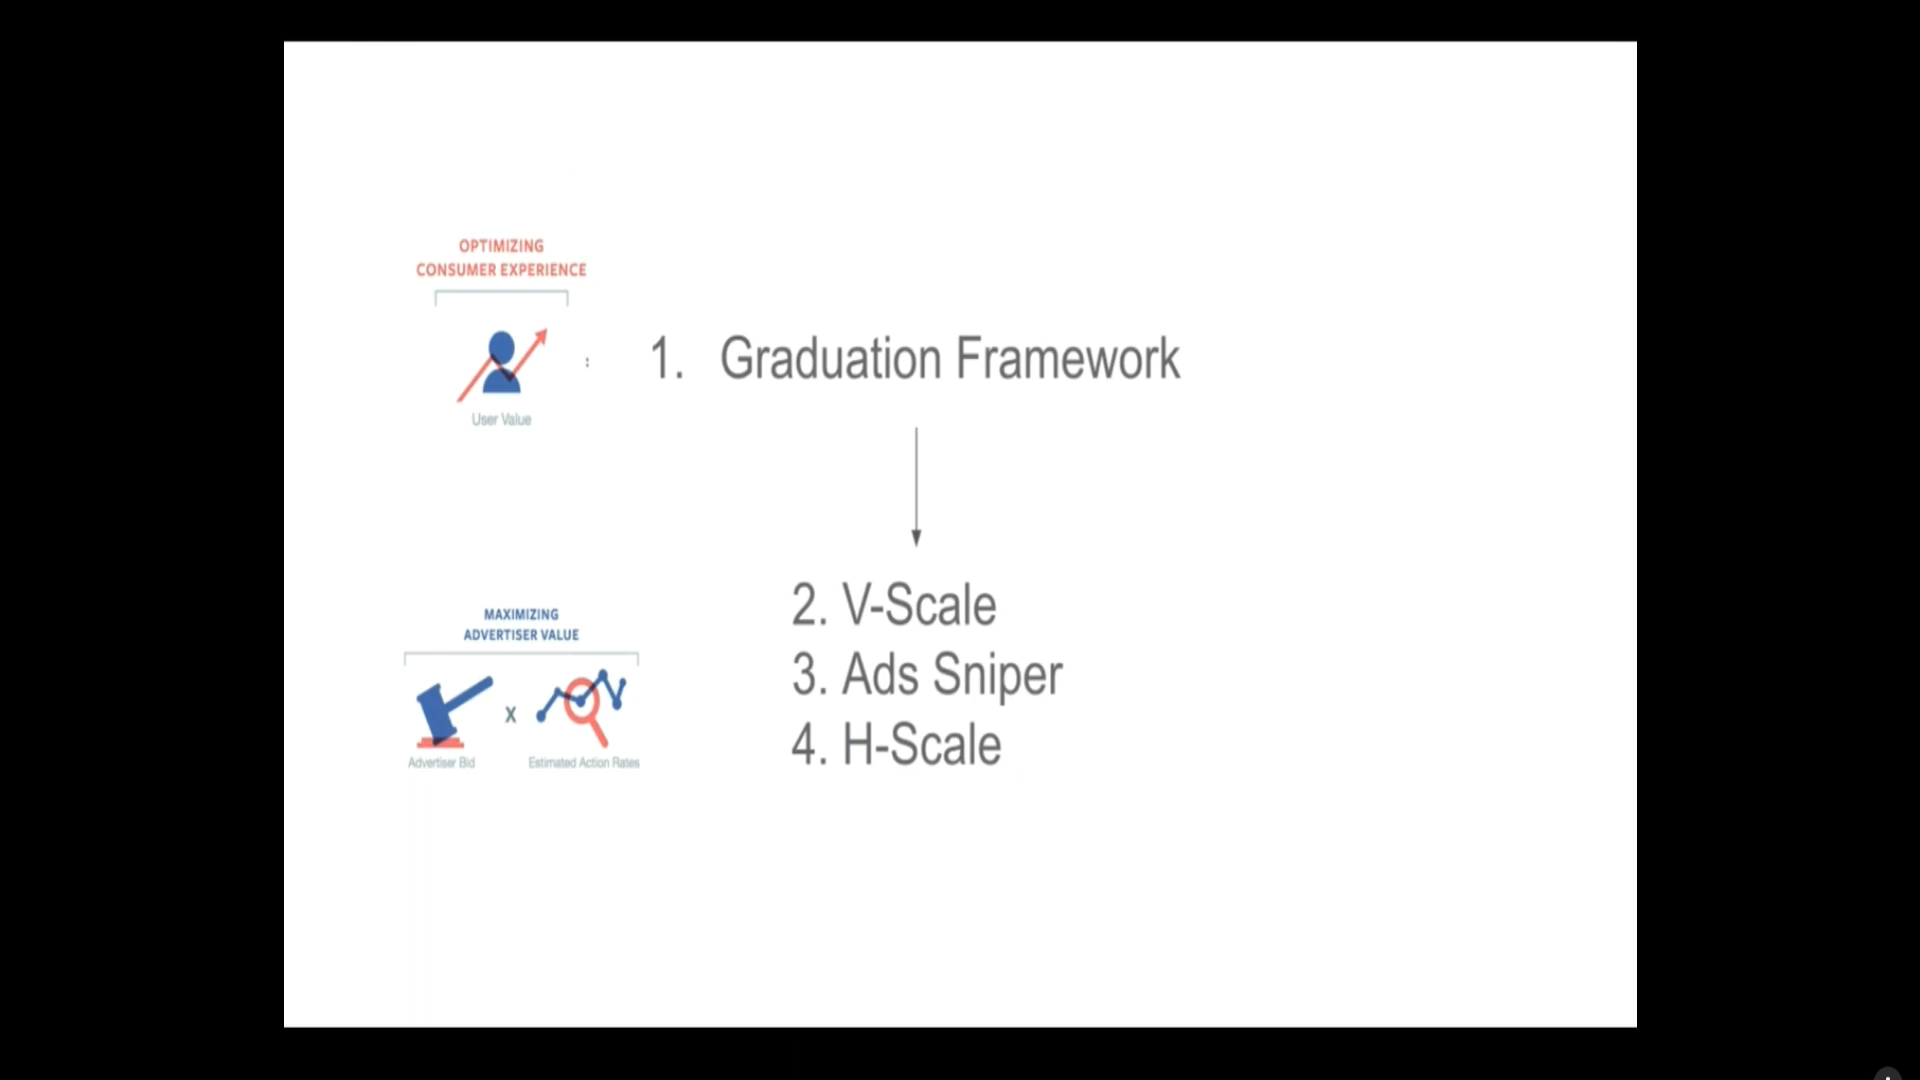 OPTIMIZING
CONSUMER EXPERIENCE
User Value
:
1. Graduation Framework
MAXIMIZING
ADVERTISER VALUE
X
Advertiser Bid
Estimated Action Rates
2. V-Scale
3. Ads Sniper
4. H-Scale